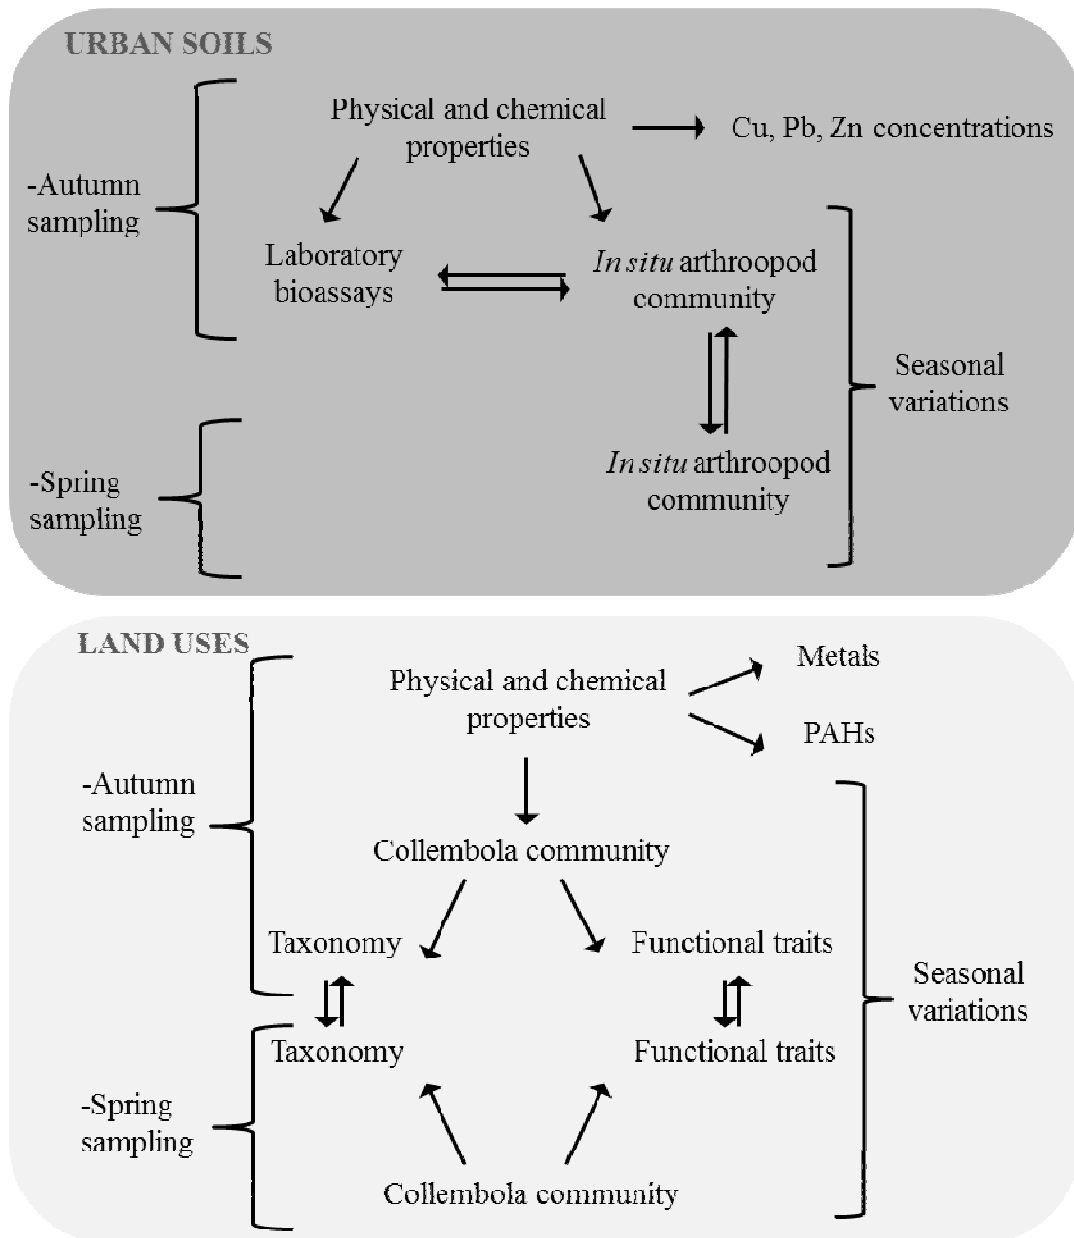 URBAN SOILS
Physical and chemical
properties
Cu, Pb, Zn concentrations
-Autumn
sampling
Laboratory
bioassays
In situ arthroopod
community
Seasonal
variations
In situ arthroopod
community
-Spring
sampling
LAND USES
Physical and chemical
properties
Metals
PAHs
-Autumn
sampling
Collembola community
Taxonomy
Functional traits
Seasonal
variations
Taxonomy
Functional traits
-Spring
sampling
Collembola community